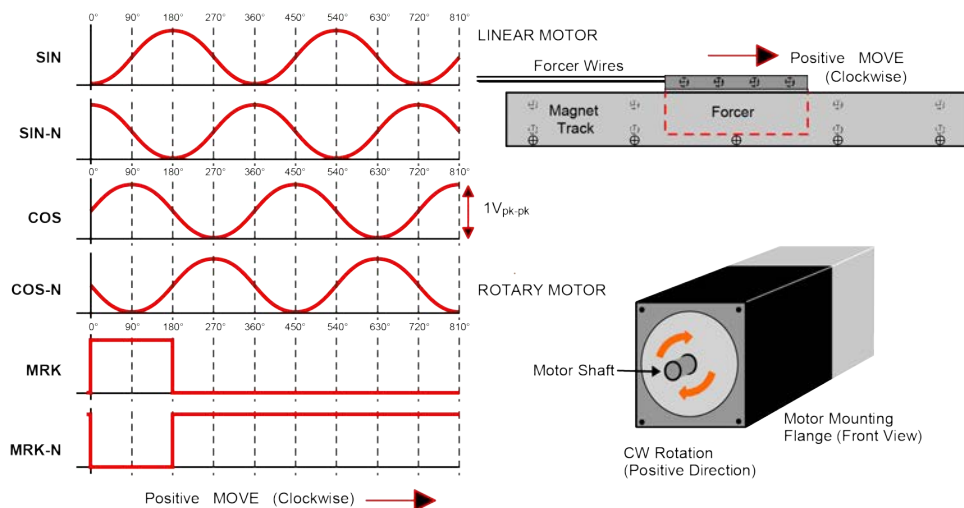 0° 90° 180° 270° 360° 450° 540° 630° 720° 810°
SIN
0° 90° 180° 270° 360° 450° 540° 630° 720° 810°
SIN-N
0° 90° 180° 270° 360° 450° 540° 630° 720° 810°
COS
1Vpk-pk
COS-N
0° 90° 180° 270° 360° 450° 540° 630° 720° 810°
MRK
MRK-N
Positive MOVE (Clockwise)
LINEAR MOTOR
Positive MOVE
(Clockwise)
Forcer Wires
Magnet
Track
Forcer
ROTARY MOTOR
Motor Shaft
Motor Mounting
Flange (Front View)
CW Rotation
(Positive Direction)